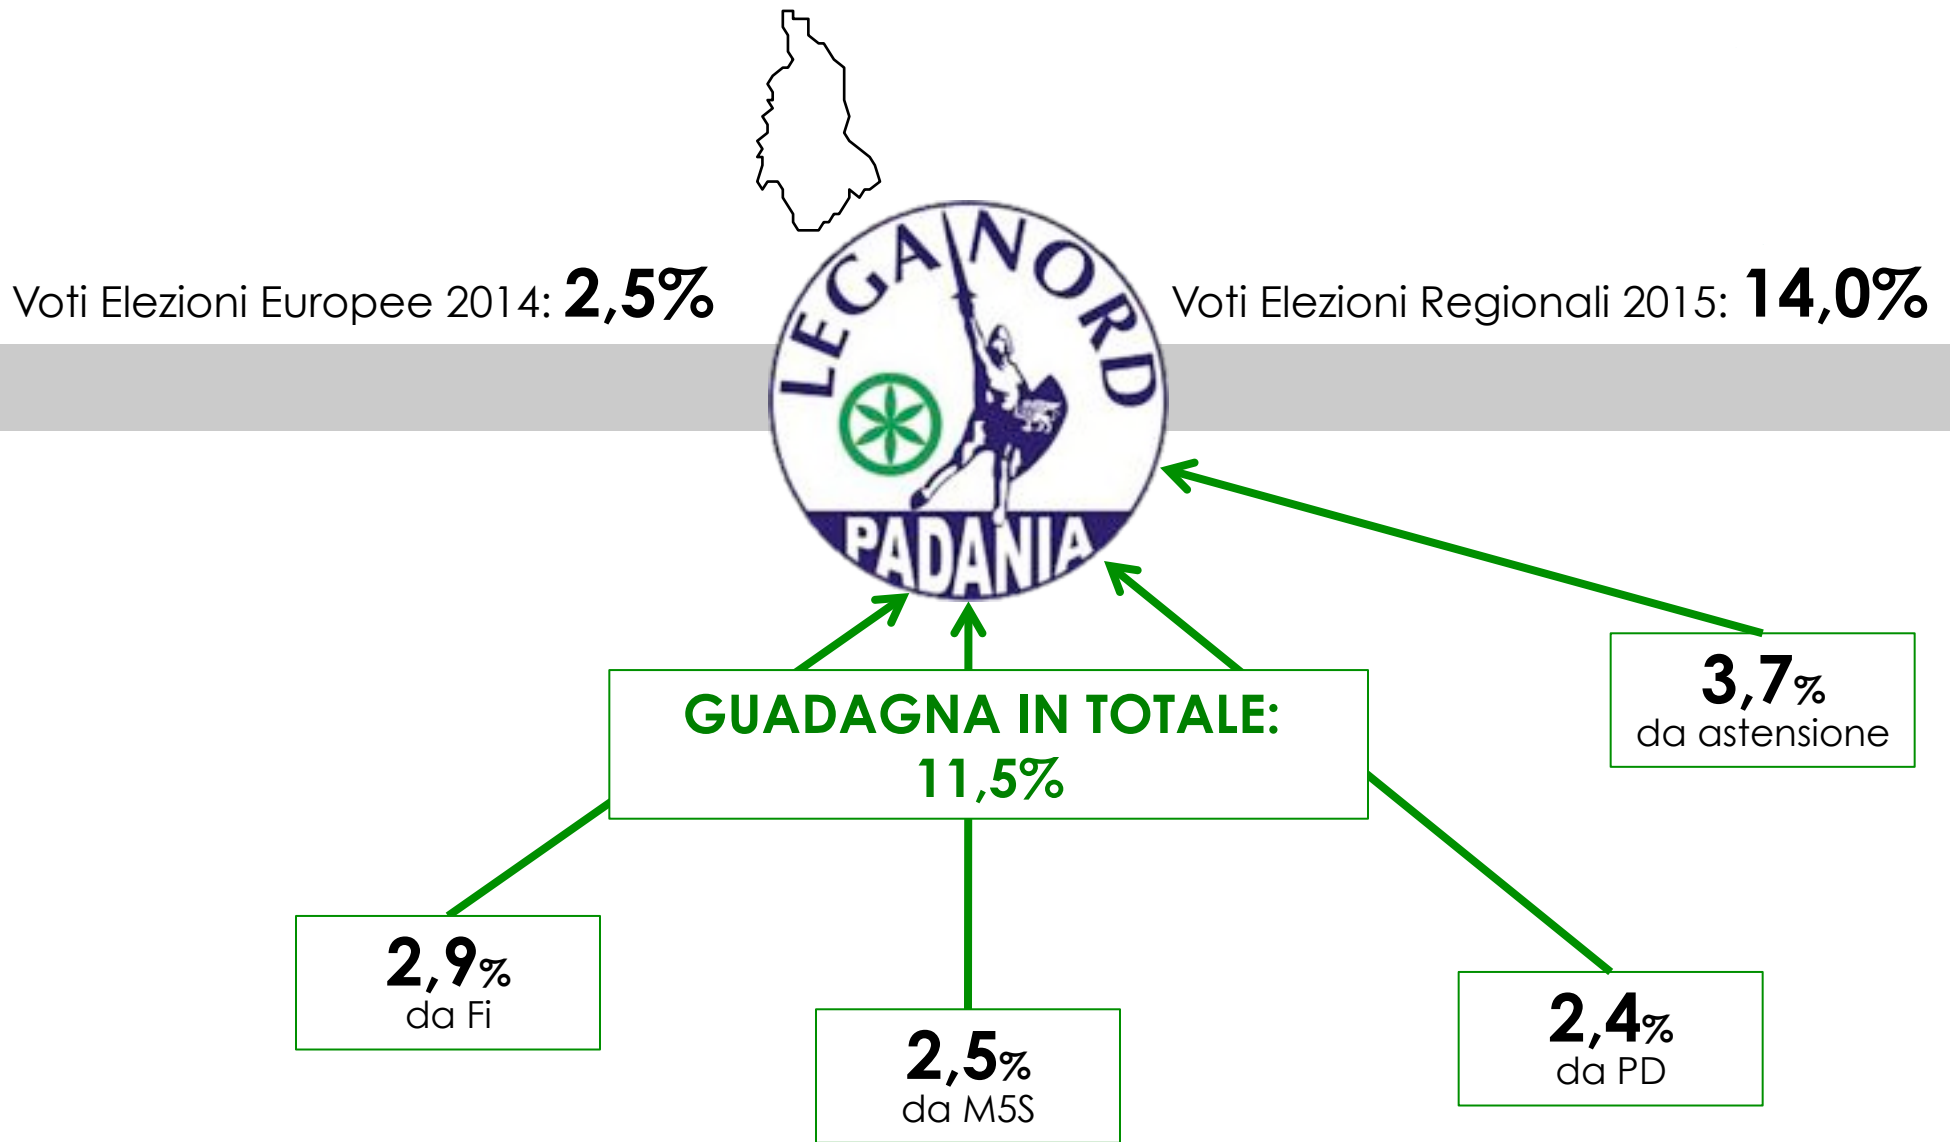 Voti Elezioni Europee 2014: 2,5%
LEGA NORD
PADANIA
Voti Elezioni Regionali 2015: 14,0%
GUADAGNA IN TOTALE:
11,5%
3,7%
da astensione
2,9%
da Fi
2,5%
da M5S
2,4%
da PD